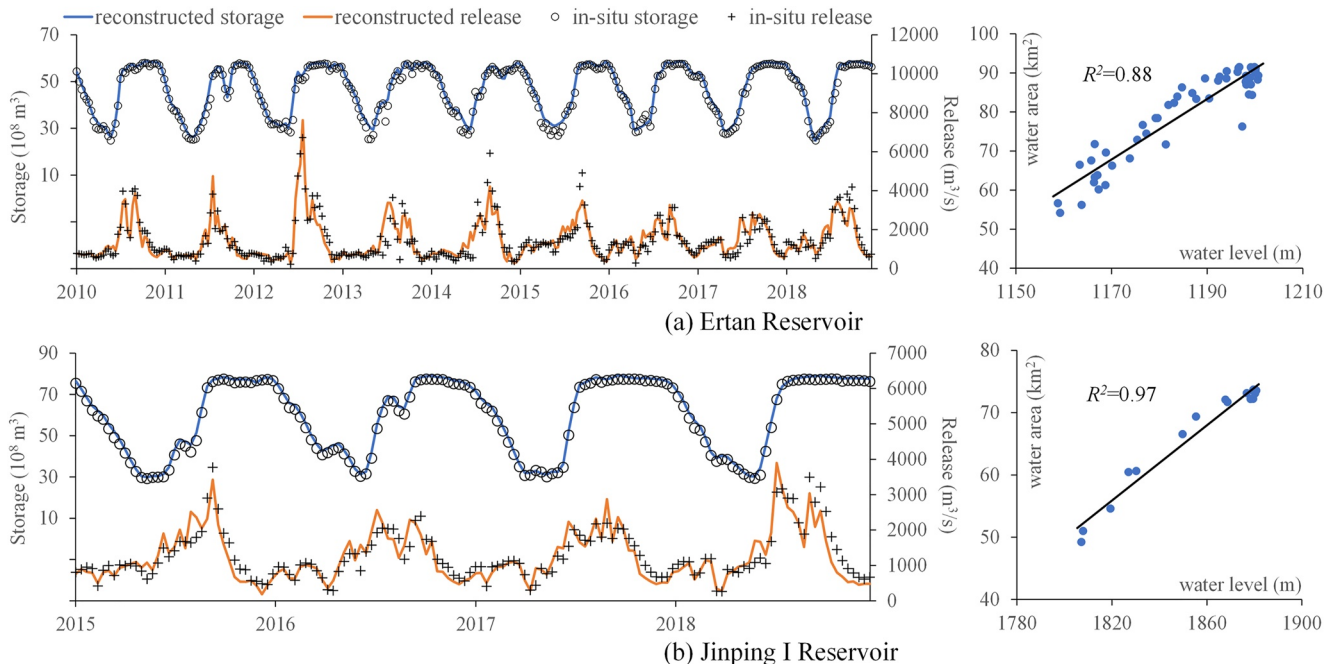 reconstructed storage reconstructed release in-situ storage in-situ release
70
50
30
10
Storage (10⁸ m³)
12000
10000
8000
6000
4000
2000
0
Release (m³/s)
2010 2011 2012 2013 2014 2015 2016 2017 2018
100
90
80
70
60
50
40
water area (km²)
R²=0.88
water level (m)
1150 1170 1190 1210
(a) Ertan Reservoir
90
70
50
30
10
Storage (10⁸ m³)
7000
6000
5000
4000
3000
2000
1000
0
Release (m³/s)
2015 2016 2017 2018
80
70
60
50
40
water area (km²)
R²=0.97
water level (m)
1780 1820 1860 1900
(b) Jinping I Reservoir